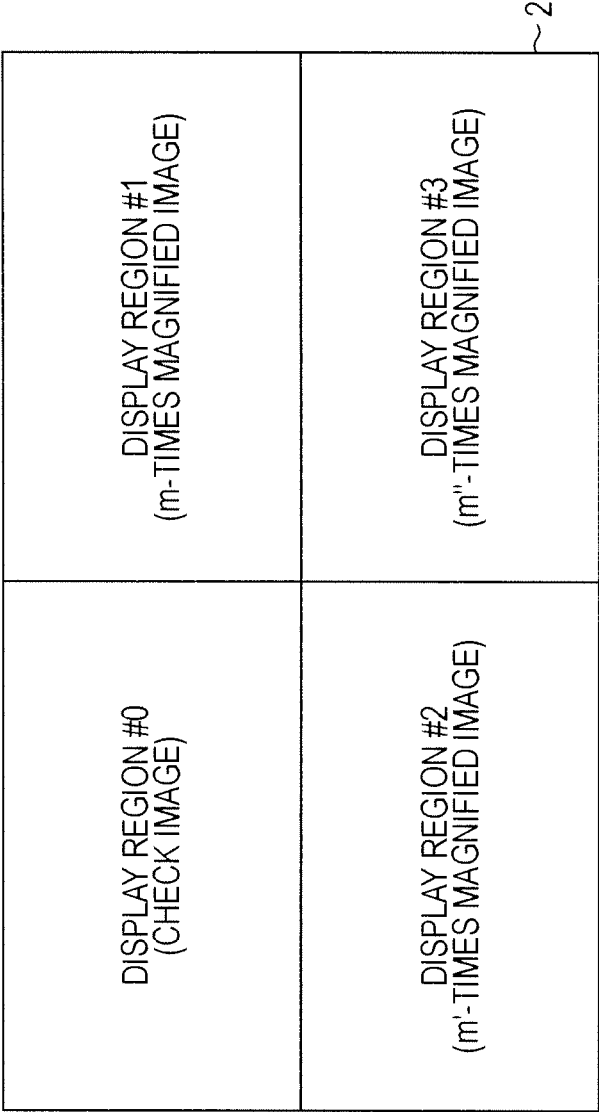 DISPLAY REGION #0
(CHECK IMAGE)
DISPLAY REGION #1
(m-TIMES MAGNIFIED IMAGE)
DISPLAY REGION #2
(m'-TIMES MAGNIFIED IMAGE)
DISPLAY REGION #3
(m"-TIMES MAGNIFIED IMAGE)
2